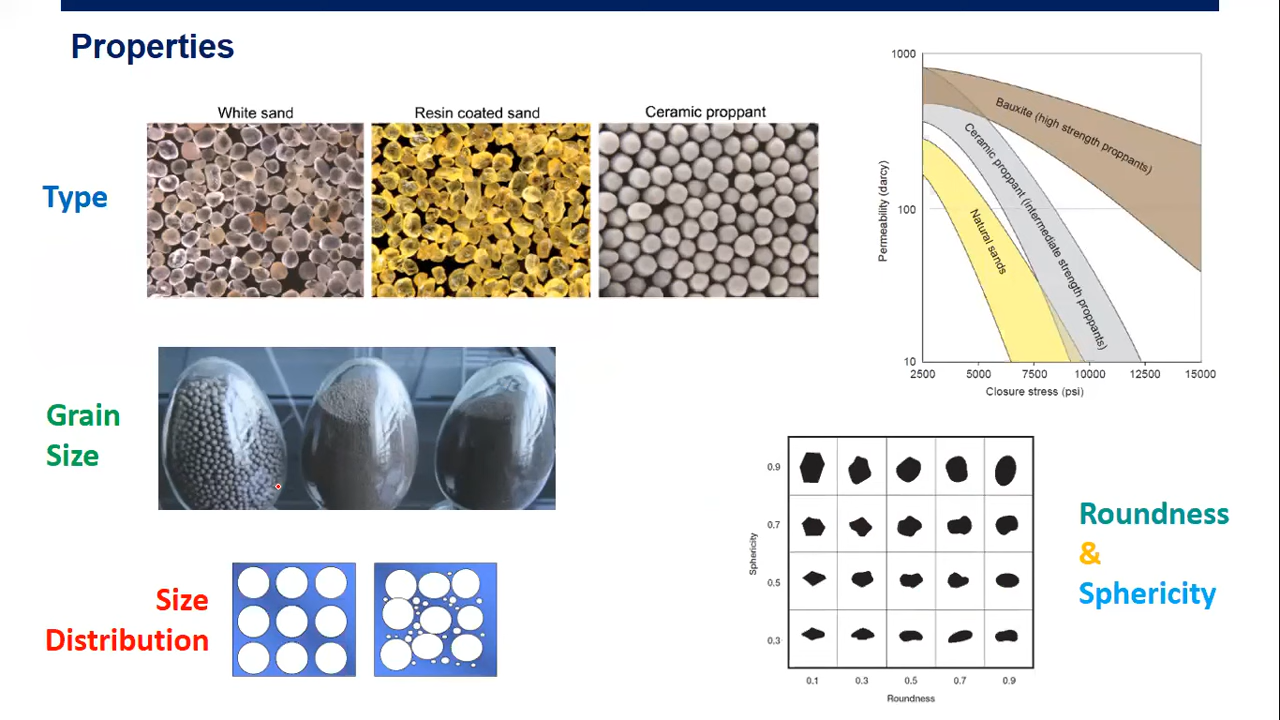 Properties
White sand
Resin coated sand
Ceramic proppant
Type
1000
100
10
Permeability (darcy)
Bauxite (high strength proppants)
Ceramic proppant (intermediate strength proppants)
Natural sands
2500 5000 7500 10000 12500 15000
Closure stress (psi)
Grain
Size
Size
Distribution
0.9
0.7
0.5
0.3
Sphericity
0.1 0.3 0.5 0.7 0.9
Roundness
Roundness
&
Sphericity